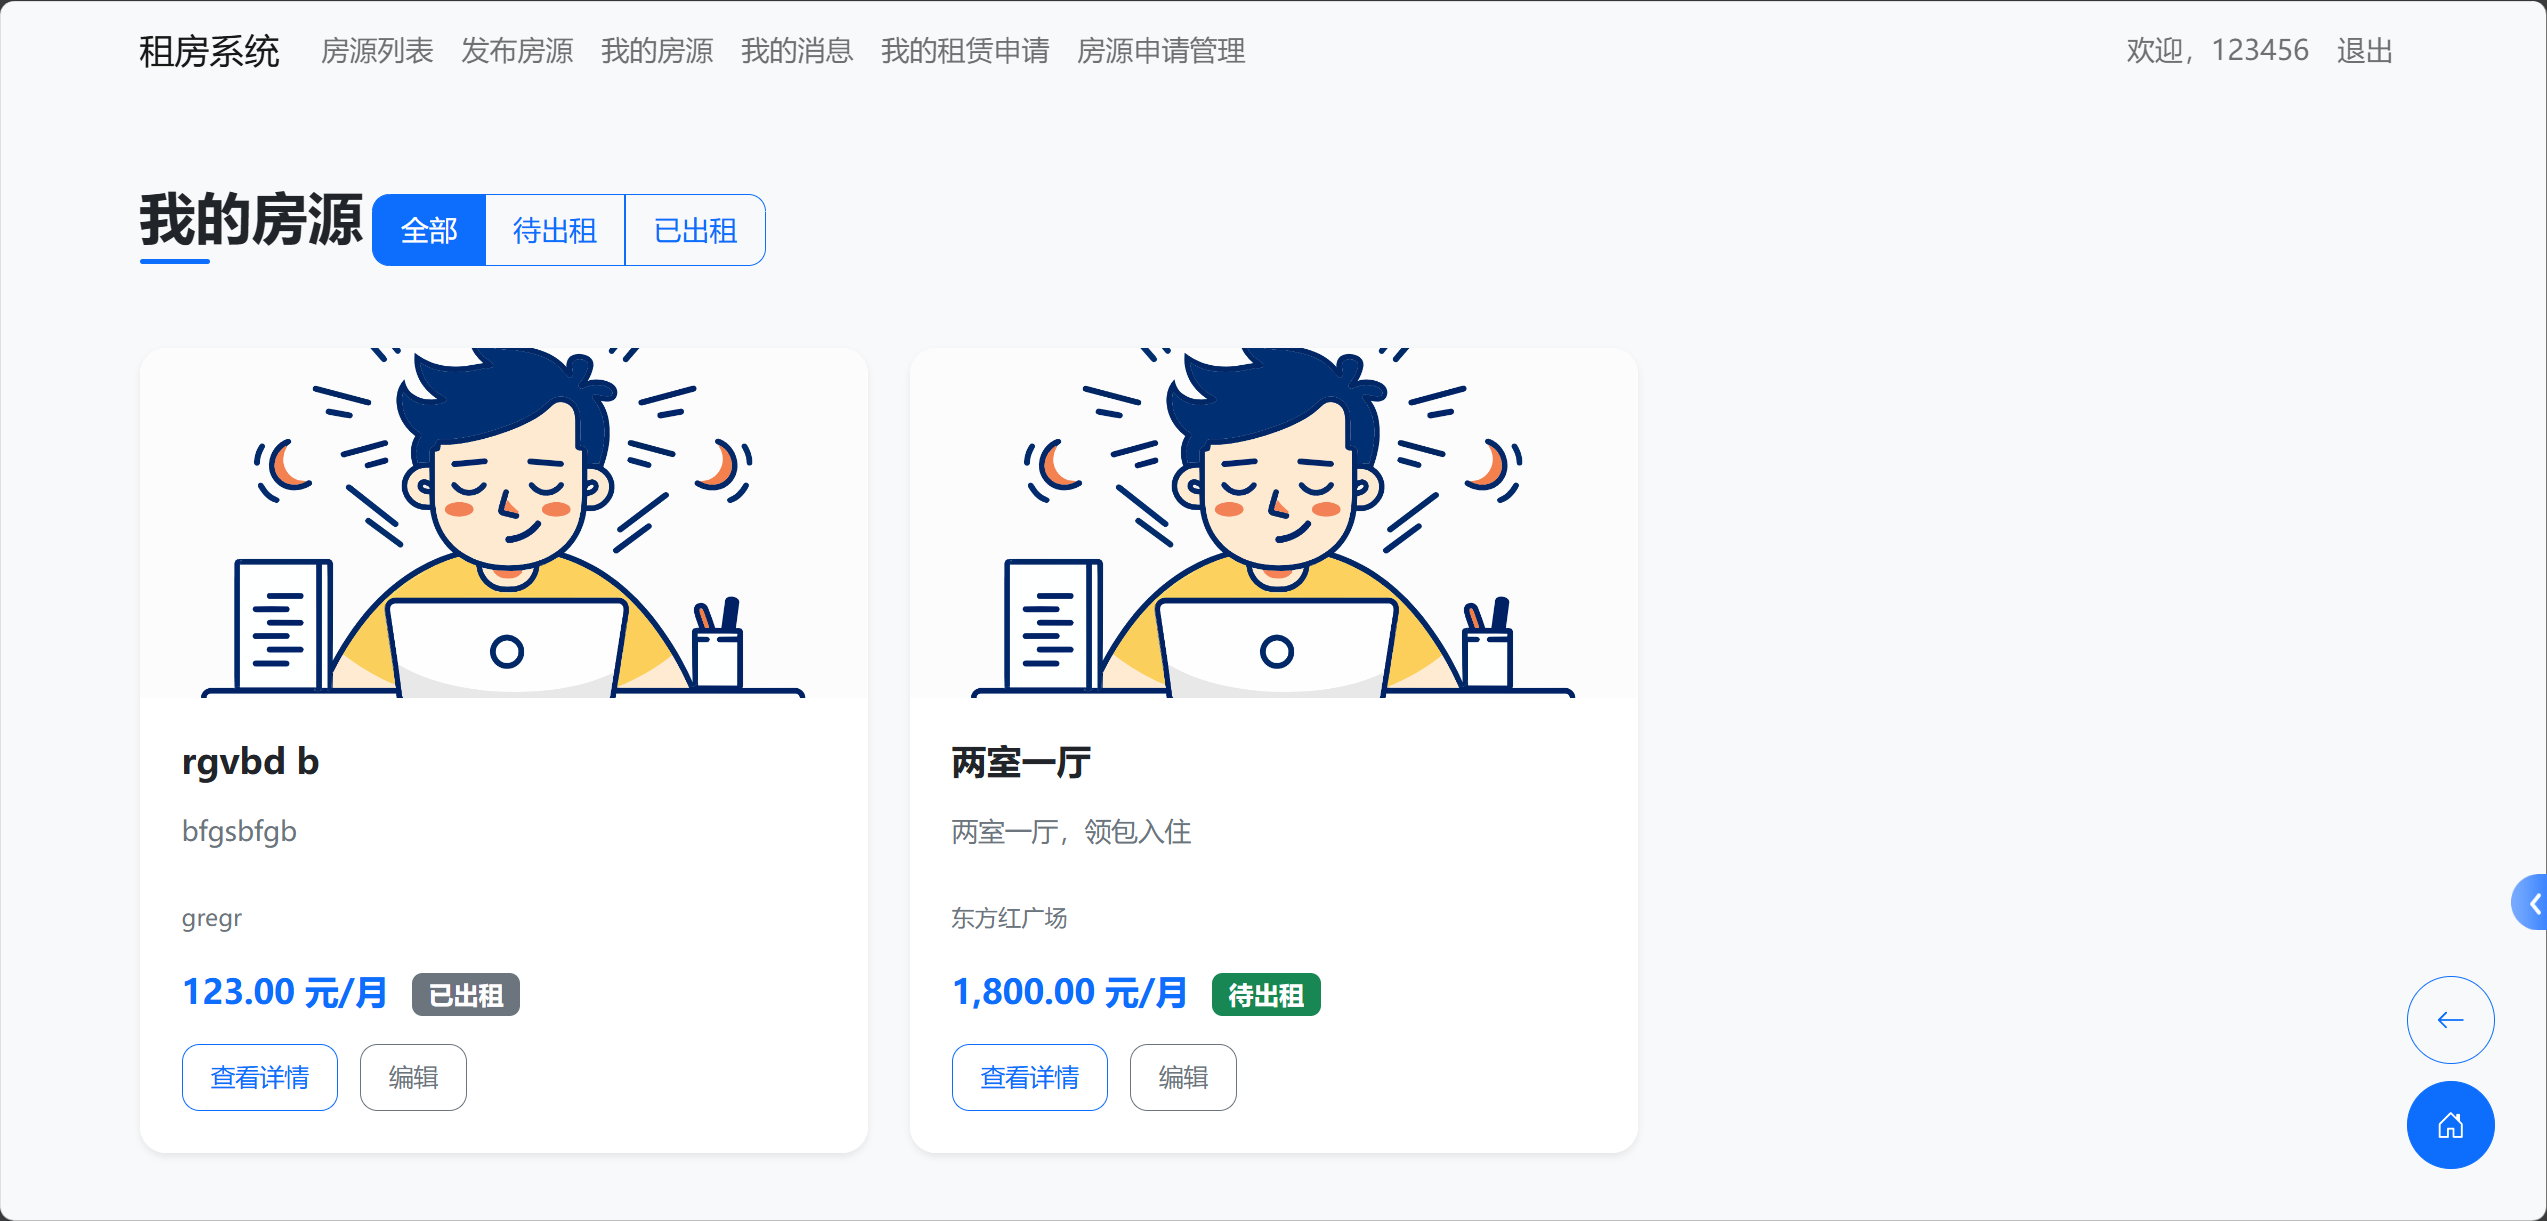 租房系统 房源列表 发布房源 我的房源 我的消息 我的租赁申请 房源申请管理 欢迎，123456 退出
我的房源 全部 待出租 已出租
rgvbd b
bfgsbfgb
gregr
123.00 元/月 已出租
查看详情 编辑
两室一厅
两室一厅，领包入住
东方红广场
1,800.00 元/月 待出租
查看详情 编辑